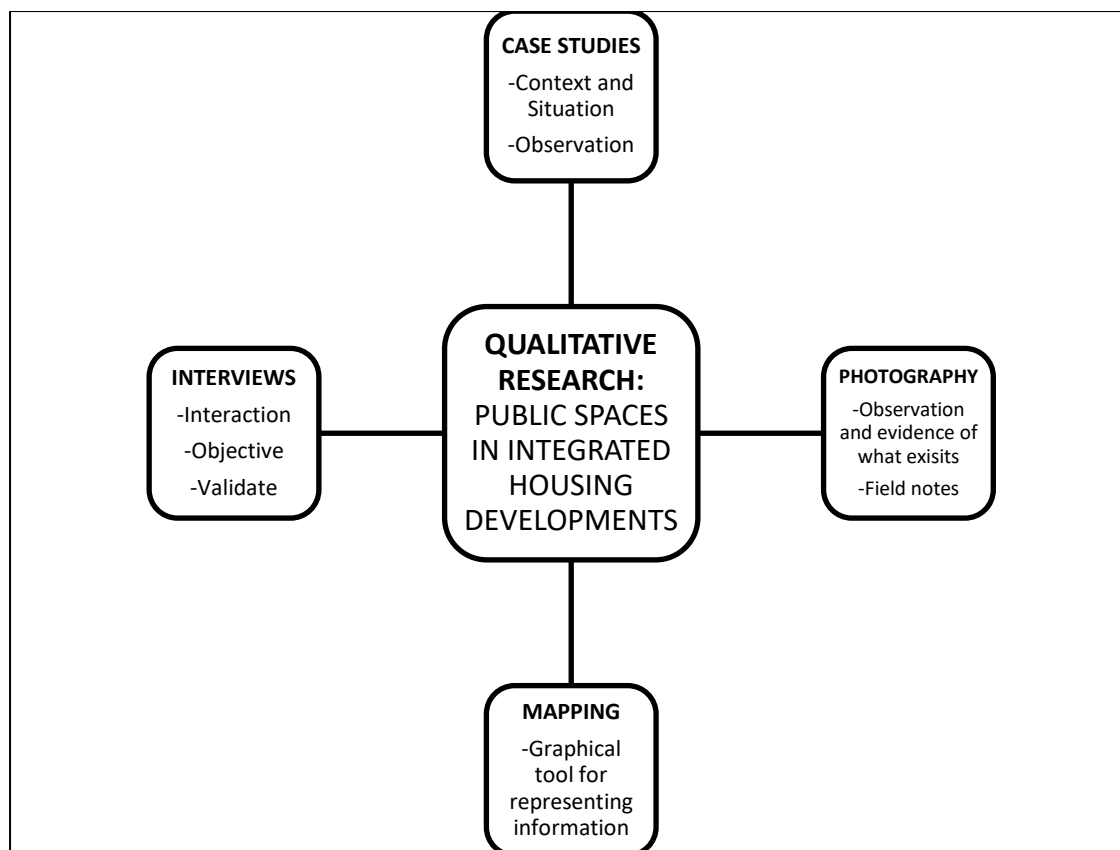 CASE STUDIES
-Context and
Situation
-Observation
INTERVIEWS
-Interaction
-Objective
-Validate
QUALITATIVE
RESEARCH:
PUBLIC SPACES
IN INTEGRATED
HOUSING
DEVELOPMENTS
PHOTOGRAPHY
-Observation
and evidence of
what exisits
-Field notes
MAPPING
-Graphical
tool for
representing
information